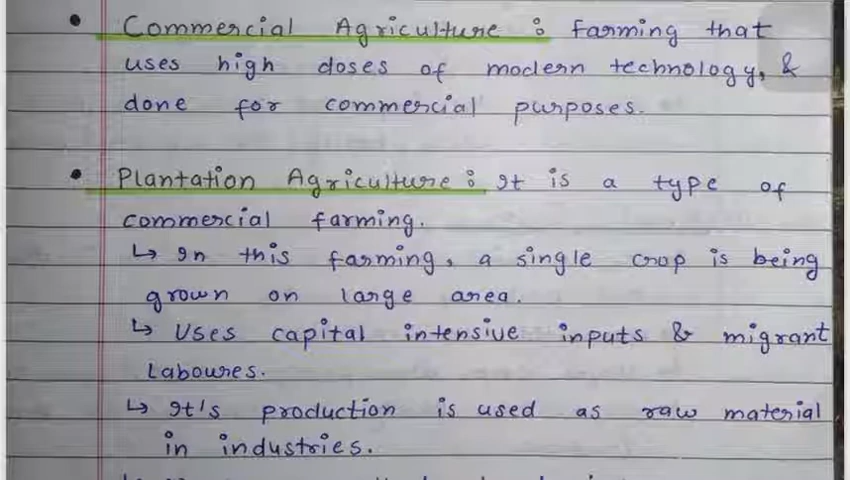 • Commercial Agriculture : farming that
uses high doses of modern technology, &
done for commercial purposes.
• Plantation Agriculture : It is a type of
commercial farming.
↳ In this farming, a single crop is being
grown on large area.
↳ Uses capital intensive inputs & migrant
Laboures.
↳ It's production is used as raw material
in industries.